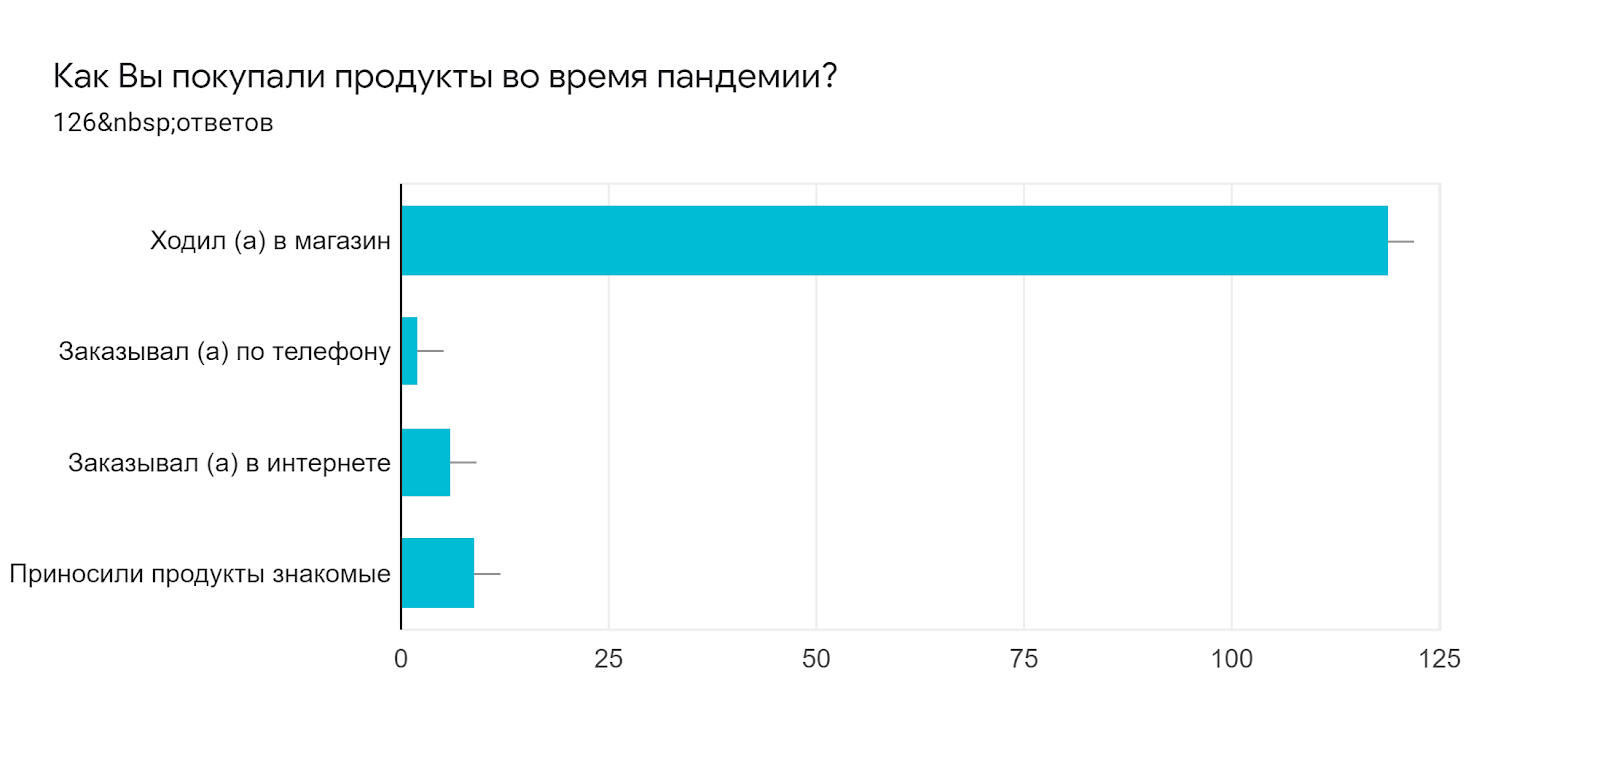 Как Вы покупали продукты во время пандемии?
126&nbsp;ответов
Ходил (а) в магазин
Заказывал (а) по телефону
Заказывал (а) в интернете
Приносили продукты знакомые
0 25 50 75 100 125